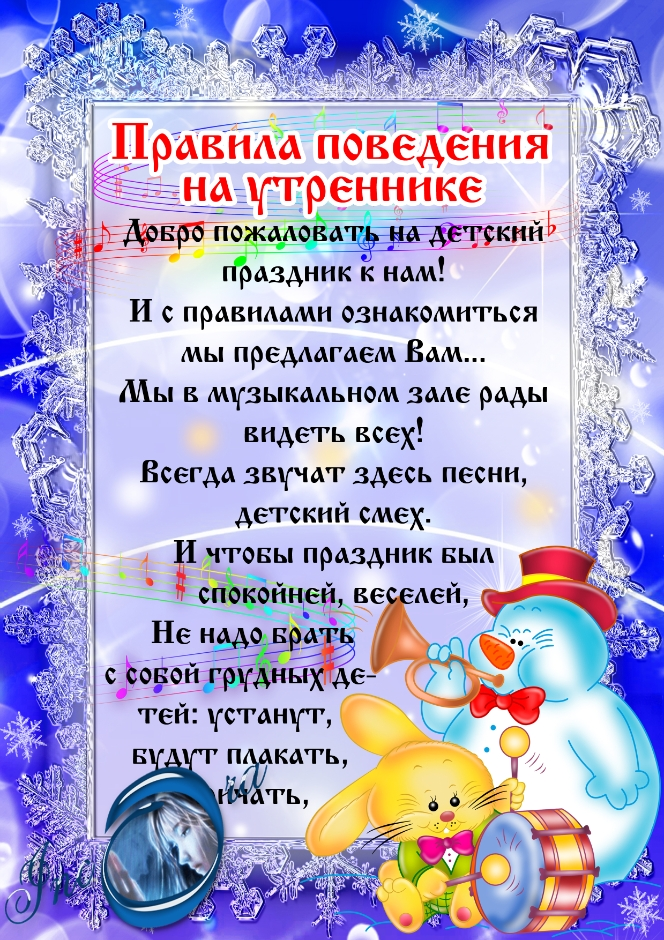 Правила поведения
на утреннике
Добро пожаловать на детский
праздник к нам!
И с правилами ознакомиться
мы предлагаем Вам...
Мы в музыкальном зале рады
видеть всех!
Всегда звучат здесь песни,
детский смех.
И чтобы праздник был
спокойней, веселей,
Не надо брать
с собой грудных де-
тей: устанут,
будут плакать,